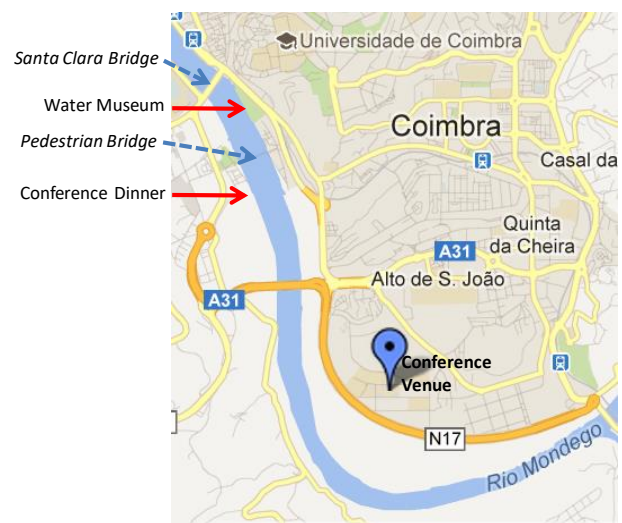 Santa Clara Bridge
Water Museum
Pedestrian Bridge
Conference Dinner
Universidade de Coimbra
Coimbra
Casal da
Quinta
da Cheira
A31
Alto de S. João
A31
Conference
Venue
N17
Rio Mondego